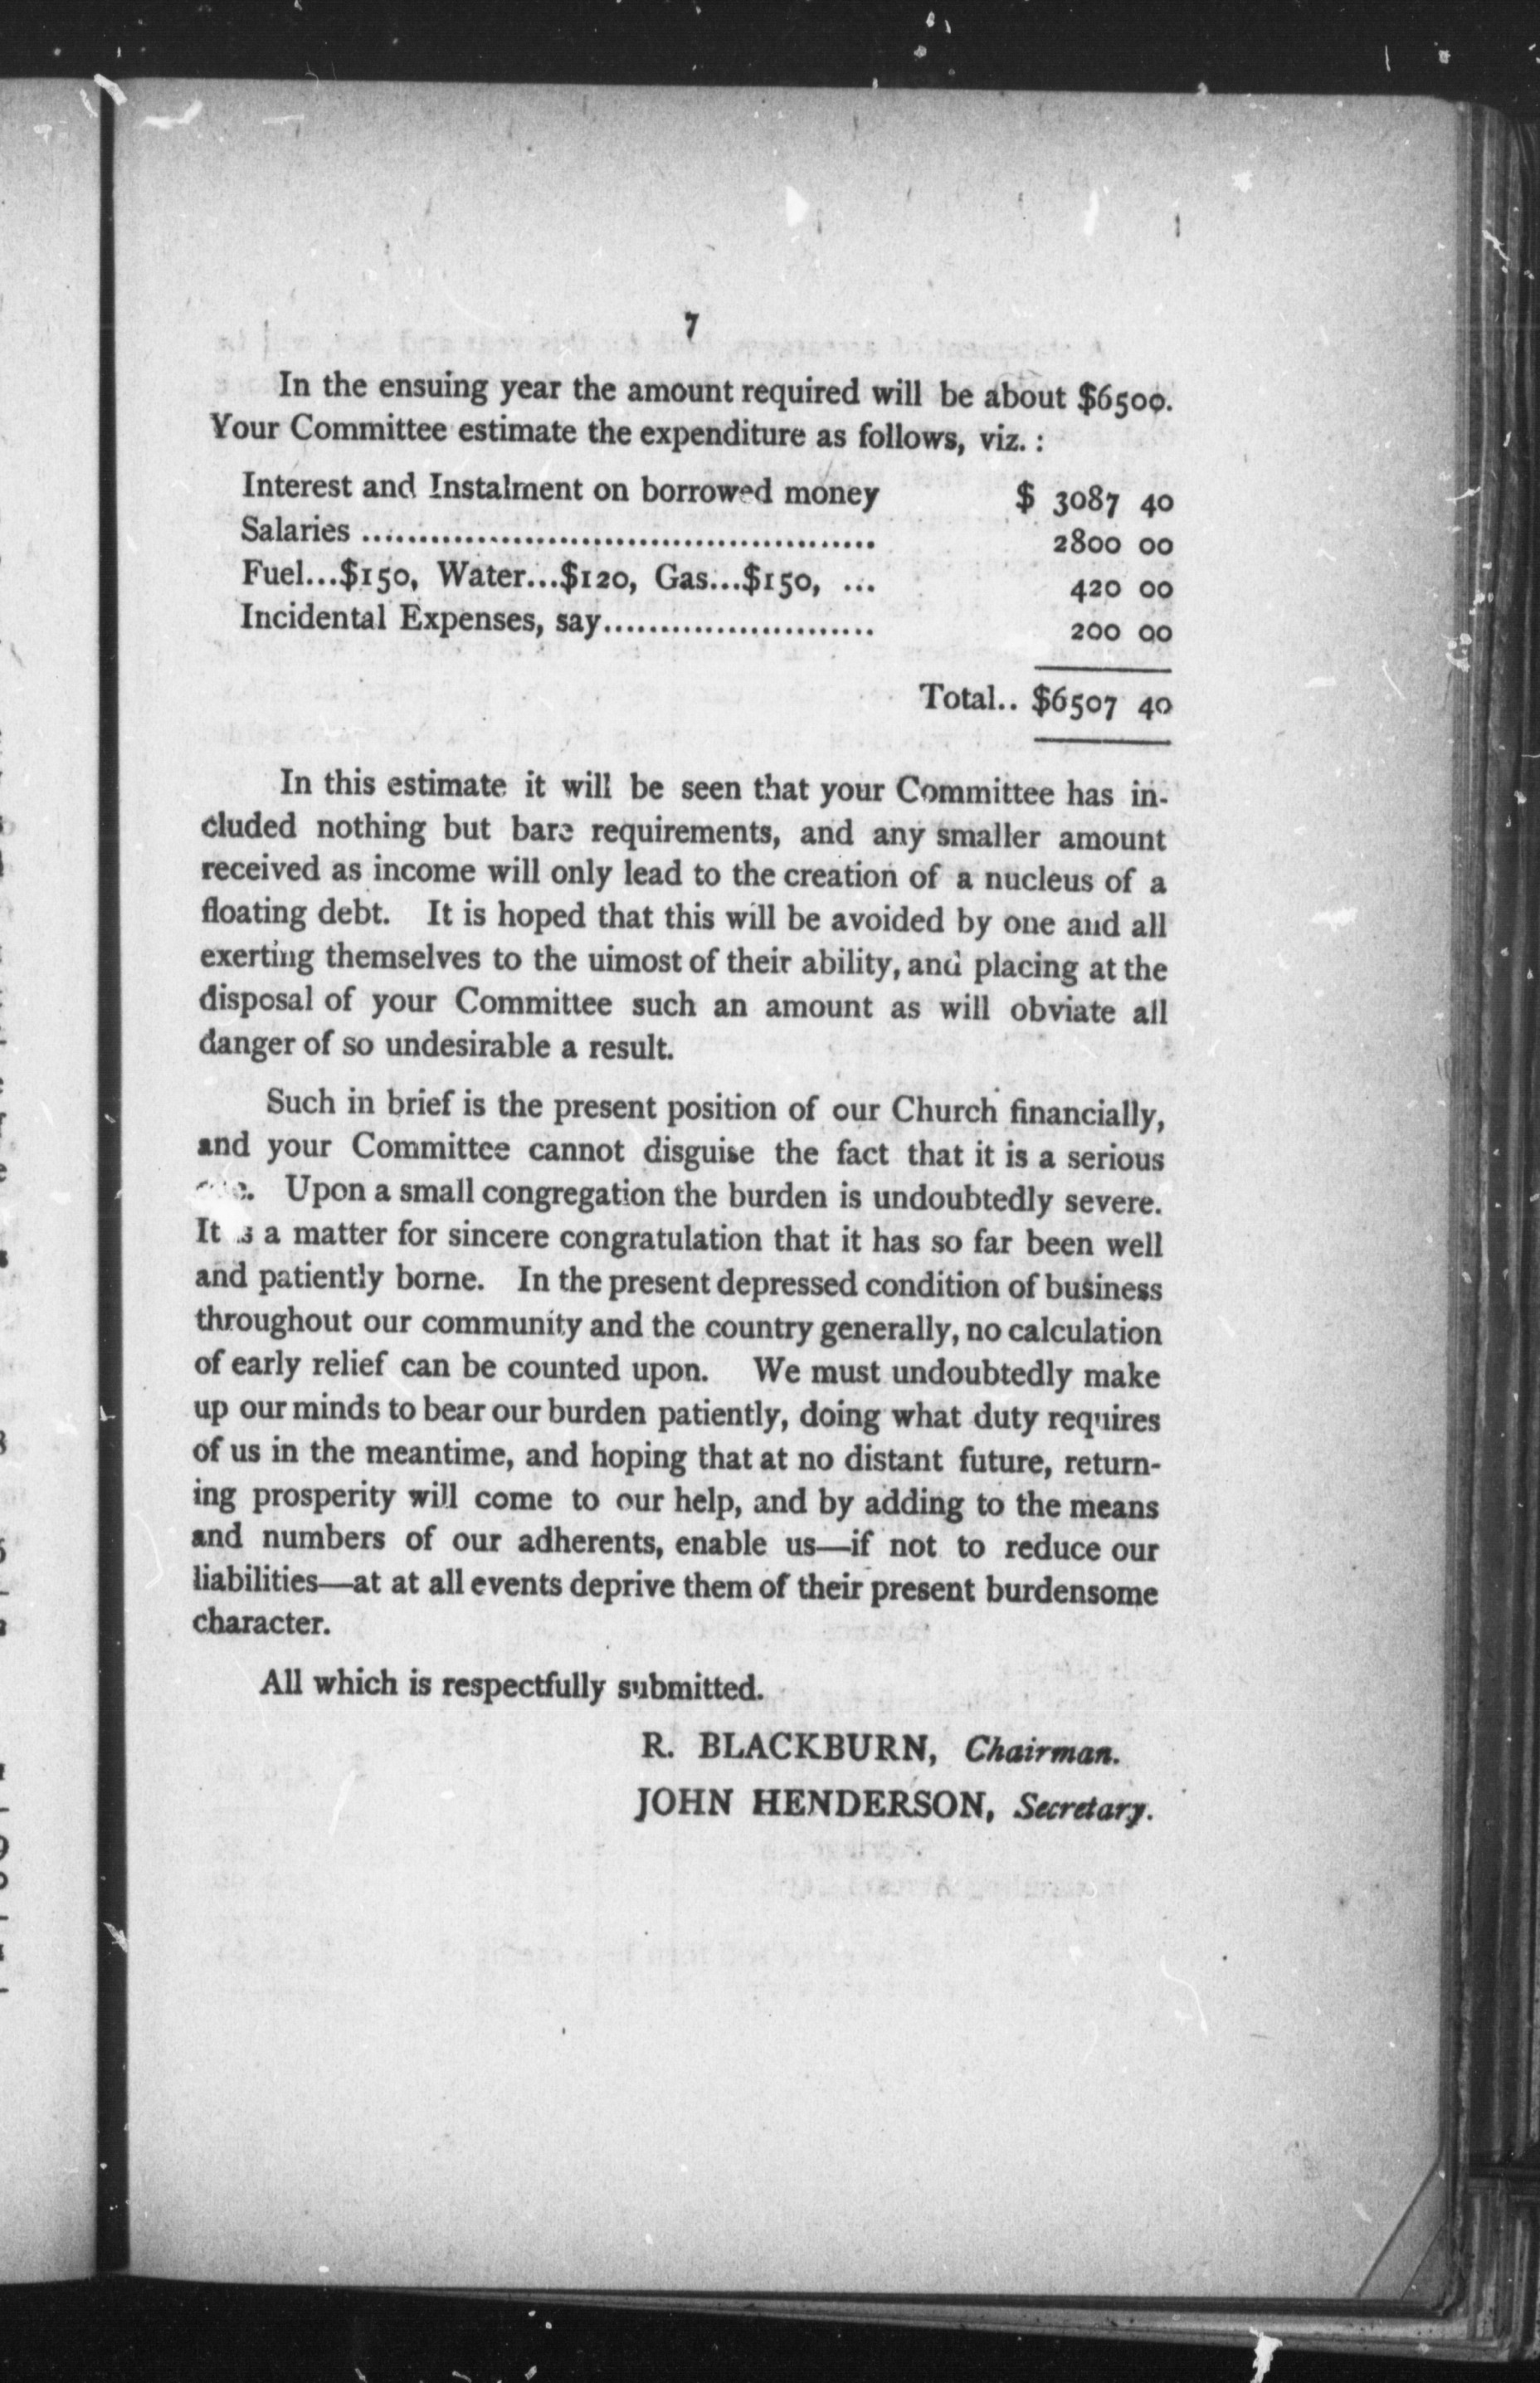 7
In the ensuing year the amount required will be about $6500.
Your Committee estimate the expenditure as follows, viz. :
Interest and Instalment on borrowed money $ 3087 40
Salaries ............................................. 2800 00
Fuel...$150, Water...$120, Gas...$150, ... 420 00
Incidental Expenses, say........................ 200 00
Total.. $6507 40
In this estimate it will be seen that your Committee has in-
cluded nothing but bare requirements, and any smaller amount
received as income will only lead to the creation of a nucleus of a
floating debt. It is hoped that this will be avoided by one and all
exerting themselves to the uimost of their ability, and placing at the
disposal of your Committee such an amount as will obviate all
danger of so undesirable a result.
Such in brief is the present position of our Church financially,
and your Committee cannot disguise the fact that it is a serious
Upon a small congregation the burden is undoubtedly severe.
It is a matter for sincere congratulation that it has so far been well
and patiently borne. In the present depressed condition of business
throughout our community and the country generally, no calculation
of early relief can be counted upon. We must undoubtedly make
up our minds to bear our burden patiently, doing what duty requires
of us in the meantime, and hoping that at no distant future, return-
ing prosperity will come to our help, and by adding to the means
and numbers of our adherents, enable us—if not to reduce our
liabilities—at at all events deprive them of their present burdensome
character.
All which is respectfully submitted.
R. BLACKBURN, Chairman.
JOHN HENDERSON, Secretary.